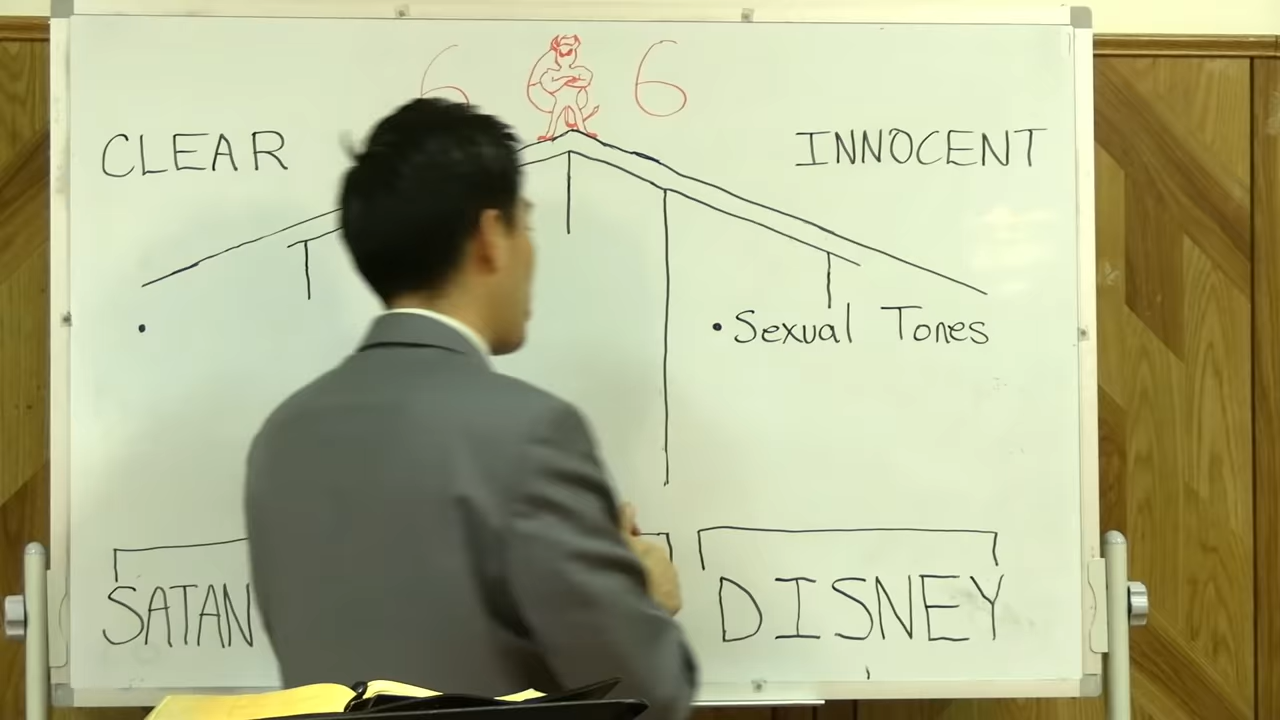 6 6
CLEAR INNOCENT
• • Sexual Tones
SATAN DISNEY